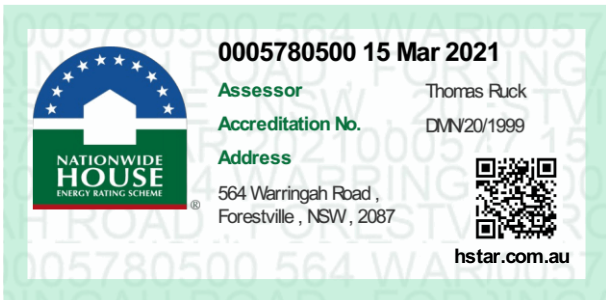 0005780500 15 Mar 2021
Assessor Thomas Ruck
Accreditation No. DMN/20/1999
Address
564 Warringah Road ,
Forestville , NSW , 2087
NATIONWIDE
HOUSE
ENERGY RATING SCHEME
®
hstar.com.au